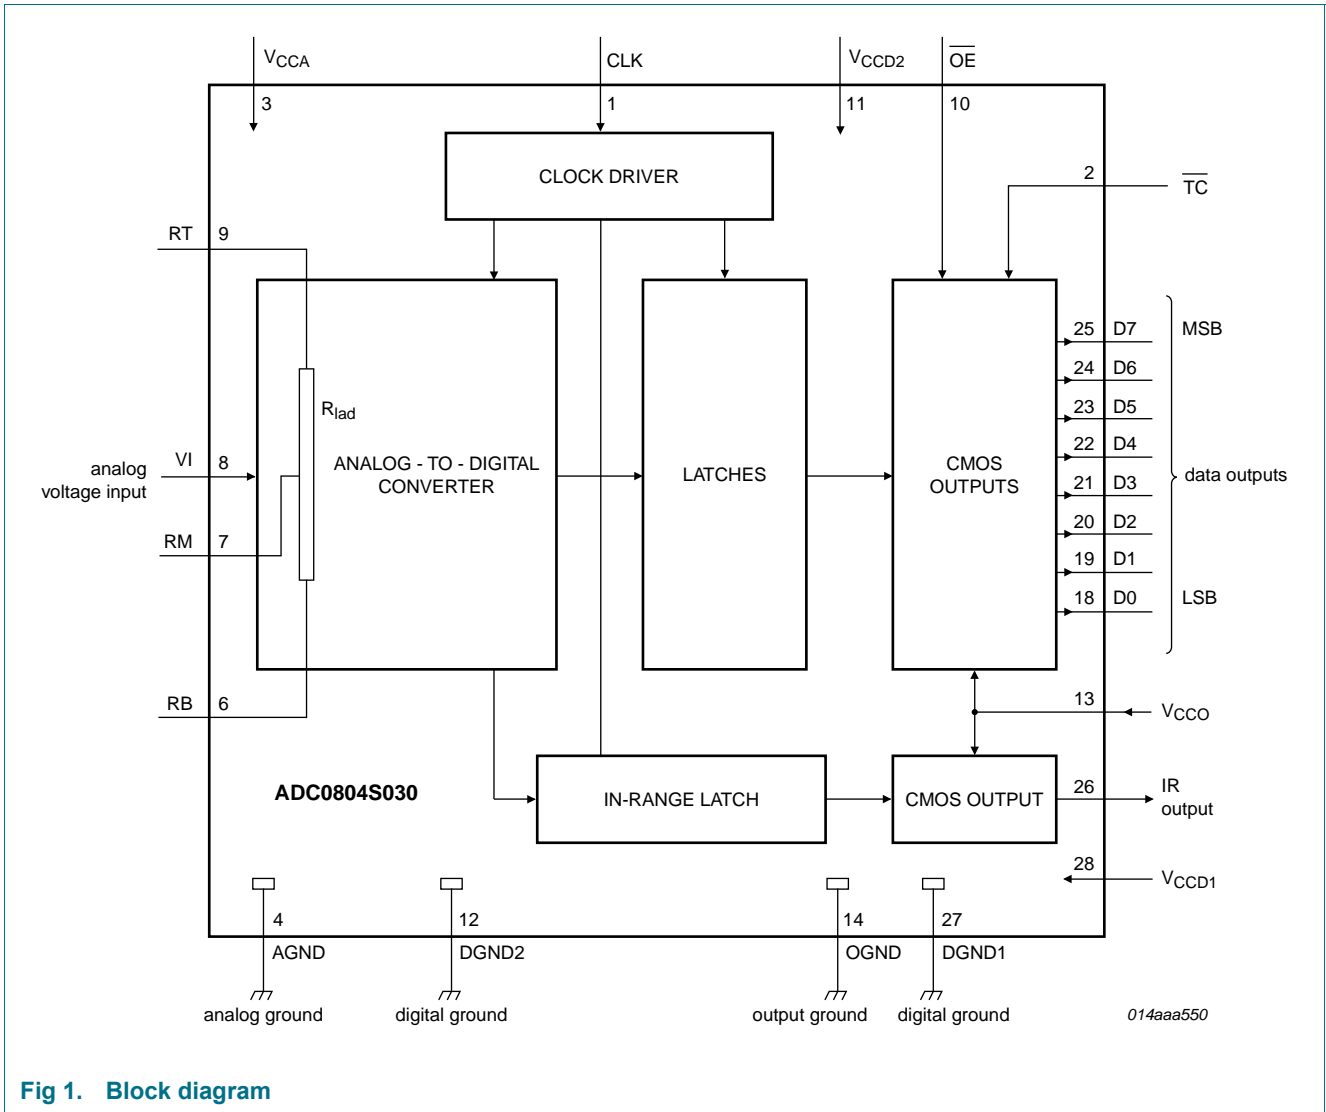 VCCA
CLK
VCCD2
OE
3
1
11
10
CLOCK DRIVER
2
TC
RT
9
25
D7
MSB
24
D6
Rlad
23
D5
22
D4
VI
8
analog
voltage input
ANALOG - TO - DIGITAL
CONVERTER
LATCHES
CMOS
OUTPUTS
21
D3
data outputs
20
D2
RM
7
19
D1
18
D0
LSB
RB
6
13
VCCO
ADC0804S030
IN-RANGE LATCH
CMOS OUTPUT
26
IR
output
28
VCCD1
4
12
14
27
AGND
DGND2
OGND
DGND1
analog ground
digital ground
output ground
digital ground
014aaa550
Fig 1. Block diagram